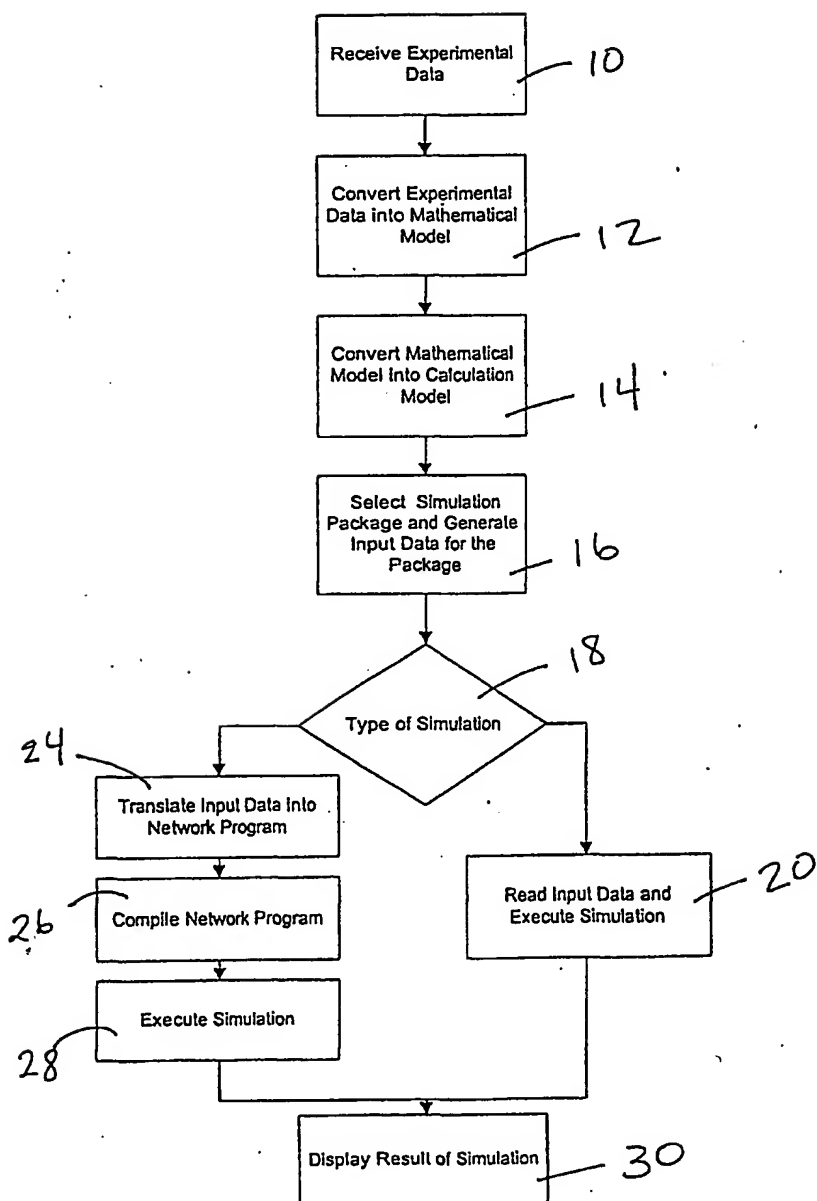 Receive Experimental
Data
10
Convert Experimental
Data into Mathematical
Model
12
Convert Mathematical
Model into Calculation
Model
14
Select Simulation
Package and Generate
Input Data for the
Package
16
18
Type of Simulation
24
Translate Input Data into
Network Program
26
Compile Network Program
Read Input Data and
Execute Simulation
20
Execute Simulation
28
Display Result of Simulation
30